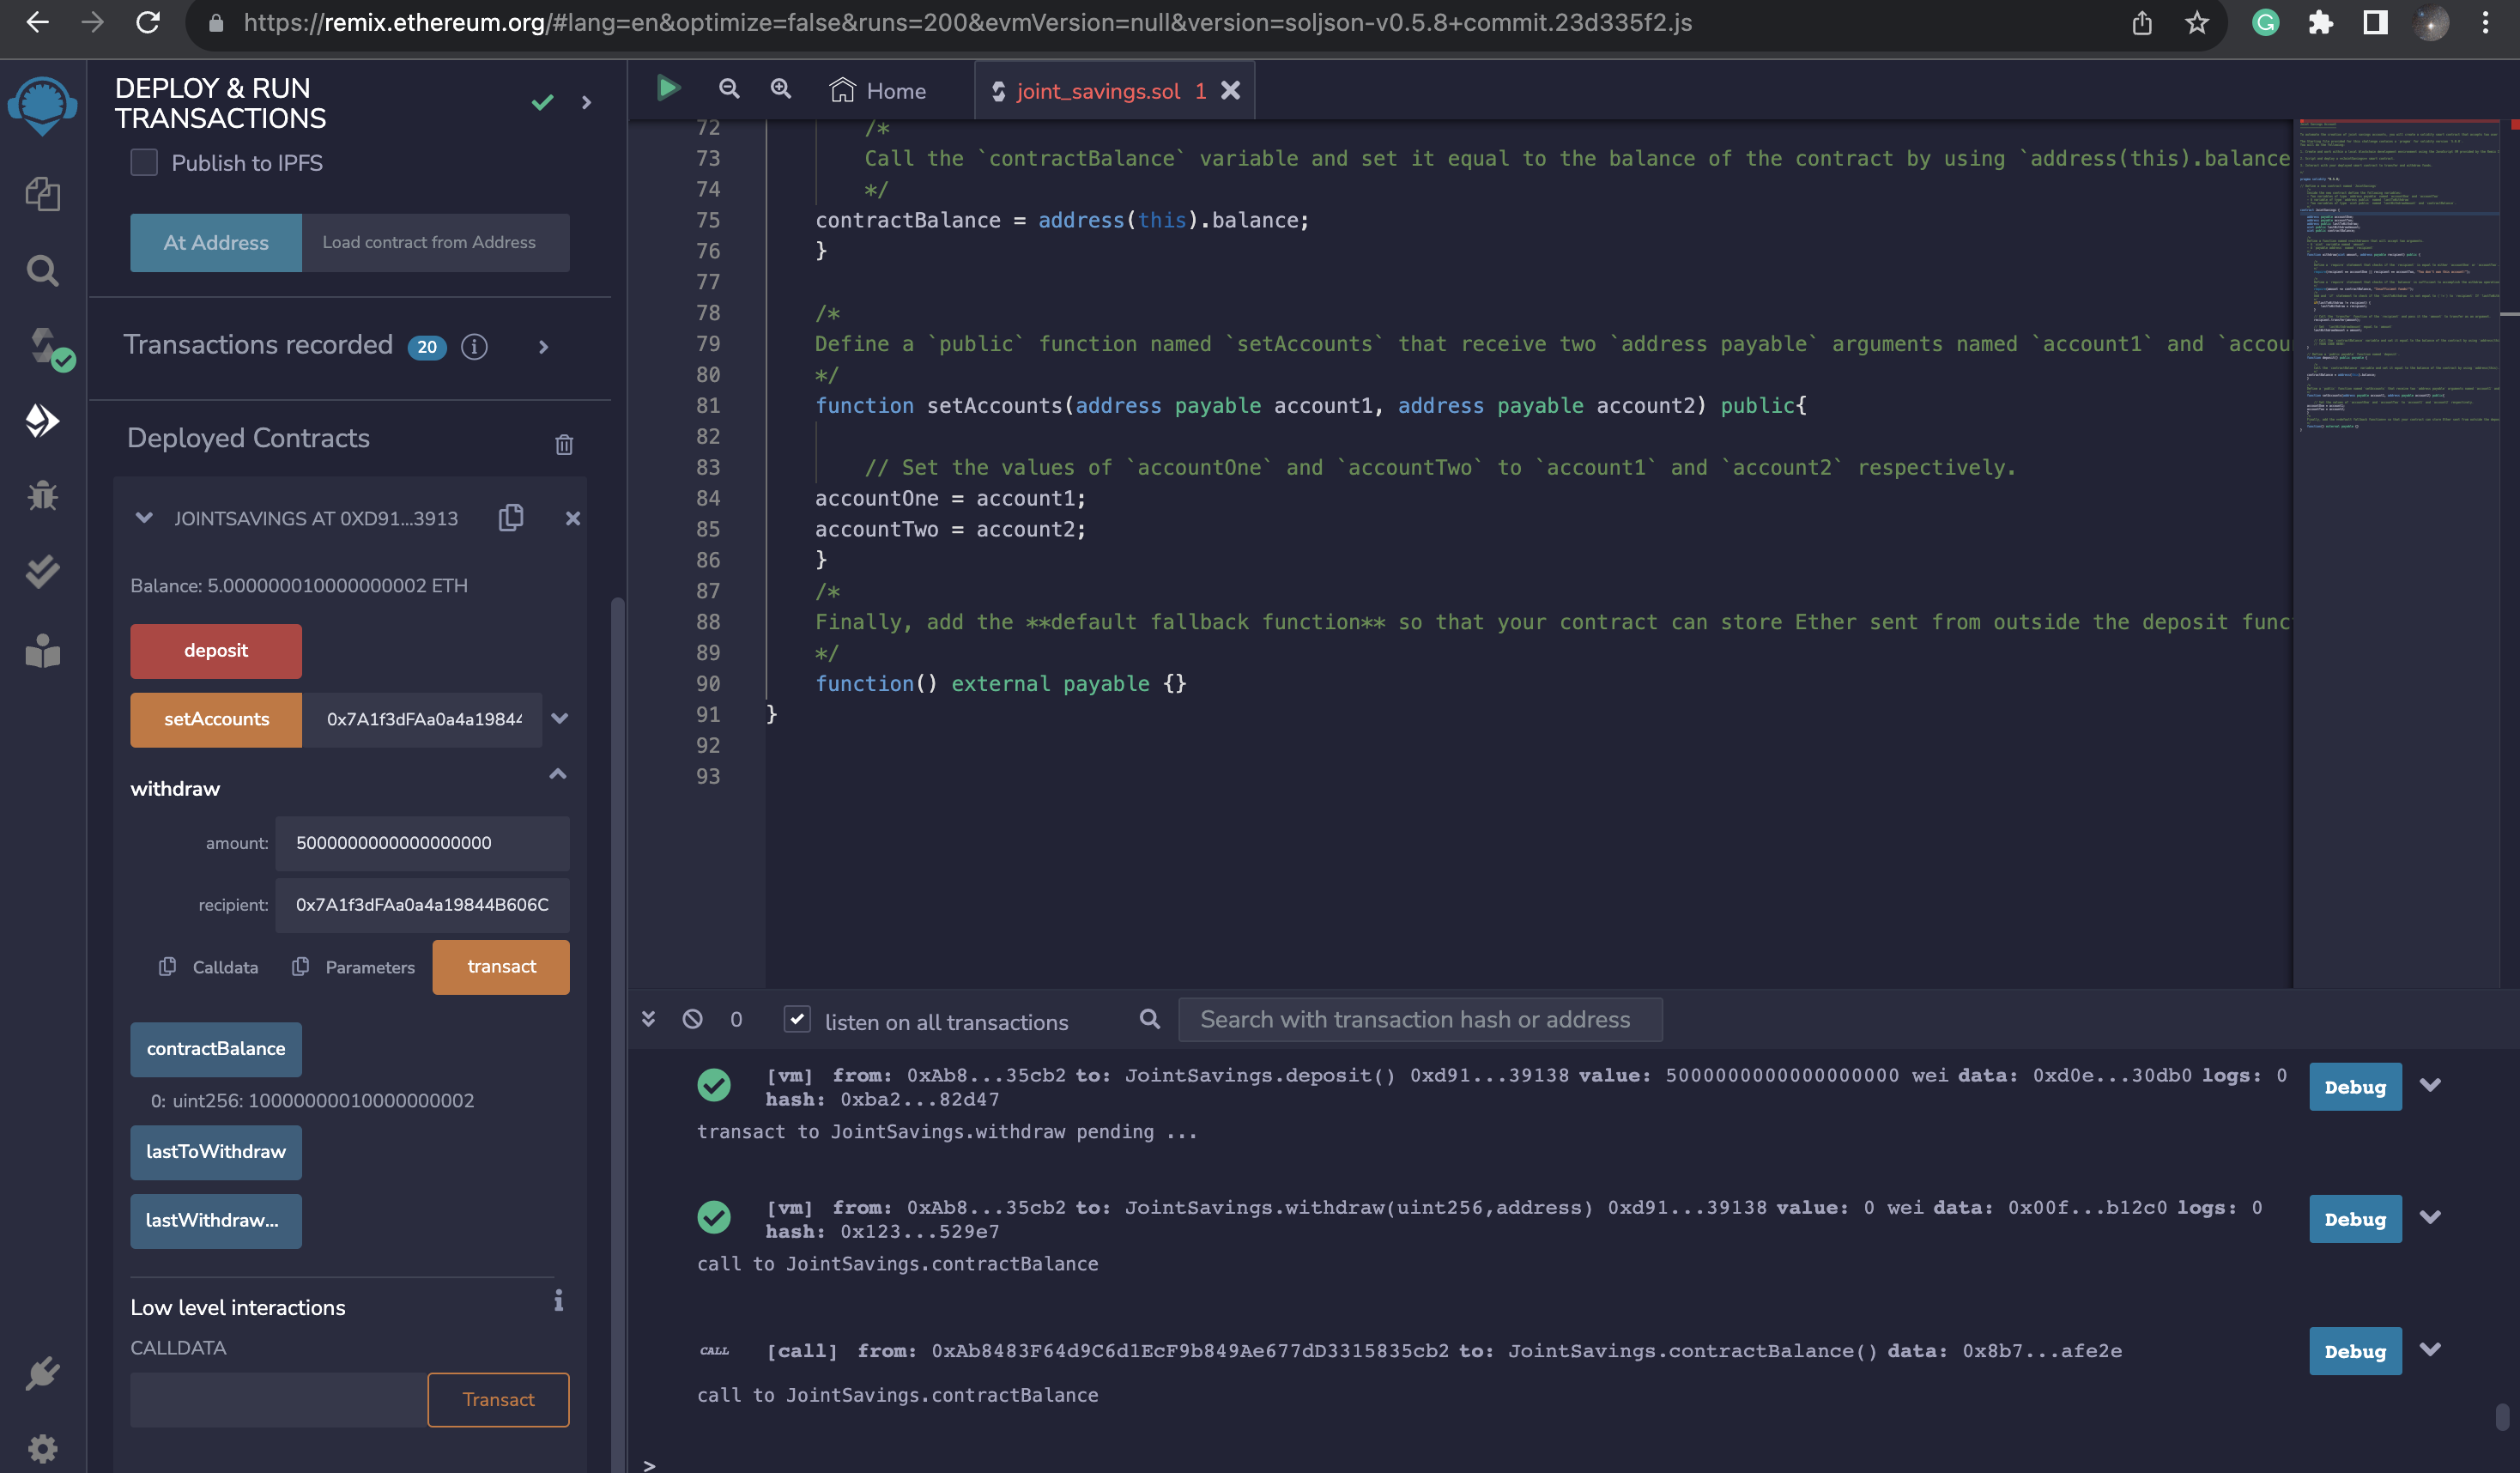 https://remix.ethereum.org/#lang=en&optimize=false&runs=200&evmVersion=null&version=soljson-v0.5.8+commit.23d335f2.js
DEPLOY & RUN
TRANSACTIONS
Publish to IPFS
At Address
Load contract from Address
Transactions recorded 20
Deployed Contracts
JOINTSAVINGS AT 0XD91...3913
Balance: 5.000000010000000002 ETH
deposit
setAccounts
0x7A1f3dFAa0a4a19844
withdraw
amount: 5000000000000000000
recipient: 0x7A1f3dFAa0a4a19844B606C
Calldata
Parameters
transact
contractBalance
0: uint256: 10000000010000000002
lastToWithdraw
lastWithdraw...
Low level interactions
CALLDATA
Transact
Home
joint_savings.sol 1
72 /*
73 Call the `contractBalance` variable and set it equal to the balance of the contract by using `address(this).balance
74 */
75 contractBalance = address(this).balance;
76 }
77
78 /*
79 Define a `public` function named `setAccounts` that receive two `address payable` arguments named `account1` and `accou
80 */
81 function setAccounts(address payable account1, address payable account2) public{
82
83 // Set the values of `accountOne` and `accountTwo` to `account1` and `account2` respectively.
84 accountOne = account1;
85 accountTwo = account2;
86 }
87 /*
88 Finally, add the **default fallback function** so that your contract can store Ether sent from outside the deposit func
89 */
90 function() external payable {}
91 }
92
93
0
listen on all transactions
Search with transaction hash or address
[vm] from: 0xAb8...35cb2 to: JointSavings.deposit() 0xd91...39138 value: 5000000000000000000 wei data: 0xd0e...30db0 logs: 0
hash: 0xba2...82d47
Debug
transact to JointSavings.withdraw pending ...
[vm] from: 0xAb8...35cb2 to: JointSavings.withdraw(uint256,address) 0xd91...39138 value: 0 wei data: 0x00f...b12c0 logs: 0
hash: 0x123...529e7
Debug
call to JointSavings.contractBalance
CALL [call] from: 0xAb8483F64d9C6d1EcF9b849Ae677dD3315835cb2 to: JointSavings.contractBalance() data: 0x8b7...afe2e
Debug
call to JointSavings.contractBalance
>